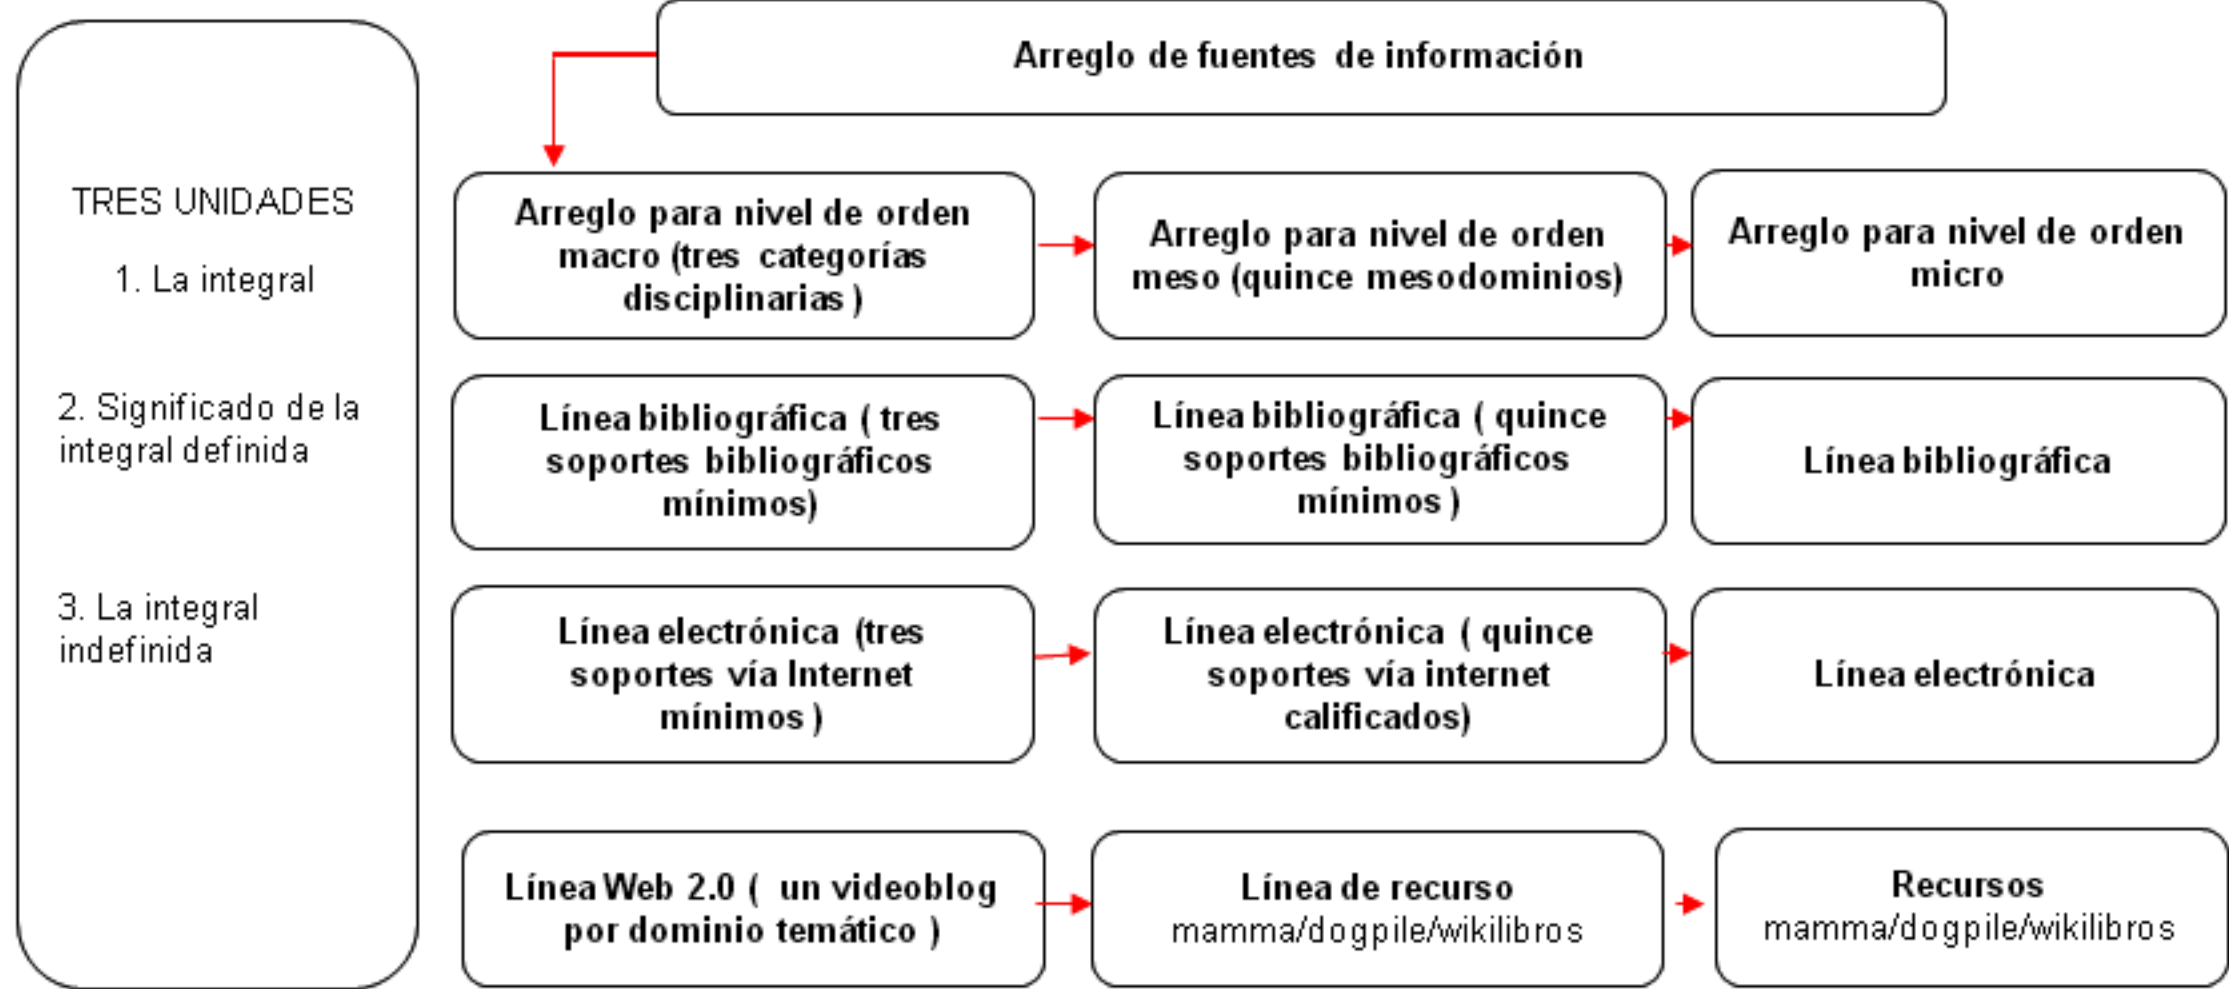 Arreglo de fuentes de información
TRES UNIDADES
1. La integral
2. Significado de la
integral definida
3. La integral
indefinida
Arreglo para nivel de orden
macro (tres categorías
disciplinarias )
Arreglo para nivel de orden
meso (quince mesodominios)
Arreglo para nivel de orden
micro
Línea bibliográfica ( tres
soportes bibliográficos
mínimos)
Línea bibliográfica ( quince
soportes bibliográficos
mínimos )
Línea bibliográfica
Línea electrónica (tres
soportes vía Internet
mínimos )
Línea electrónica ( quince
soportes vía internet
calificados)
Línea electrónica
Línea Web 2.0 ( un videoblog
por dominio temático )
Línea de recurso
mamma/dogpile/wikilibros
Recursos
mamma/dogpile/wikilibros